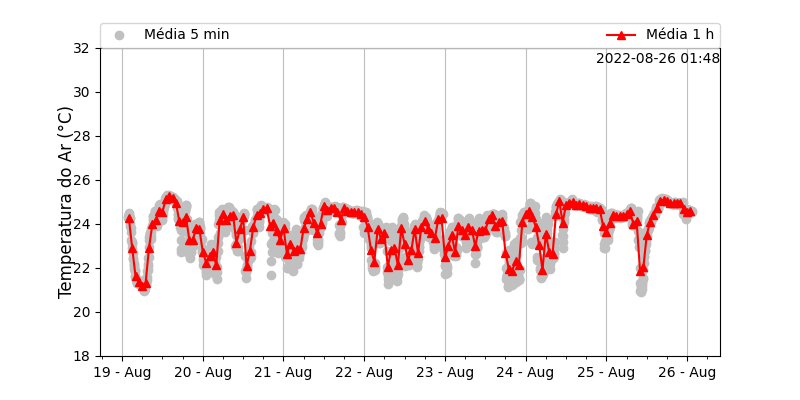 Média 5 min
Média 1 h
2022-08-26 01:48
Temperatura do Ar (°C)
32
30
28
26
24
22
20
18
19 - Aug
20 - Aug
21 - Aug
22 - Aug
23 - Aug
24 - Aug
25 - Aug
26 - Aug